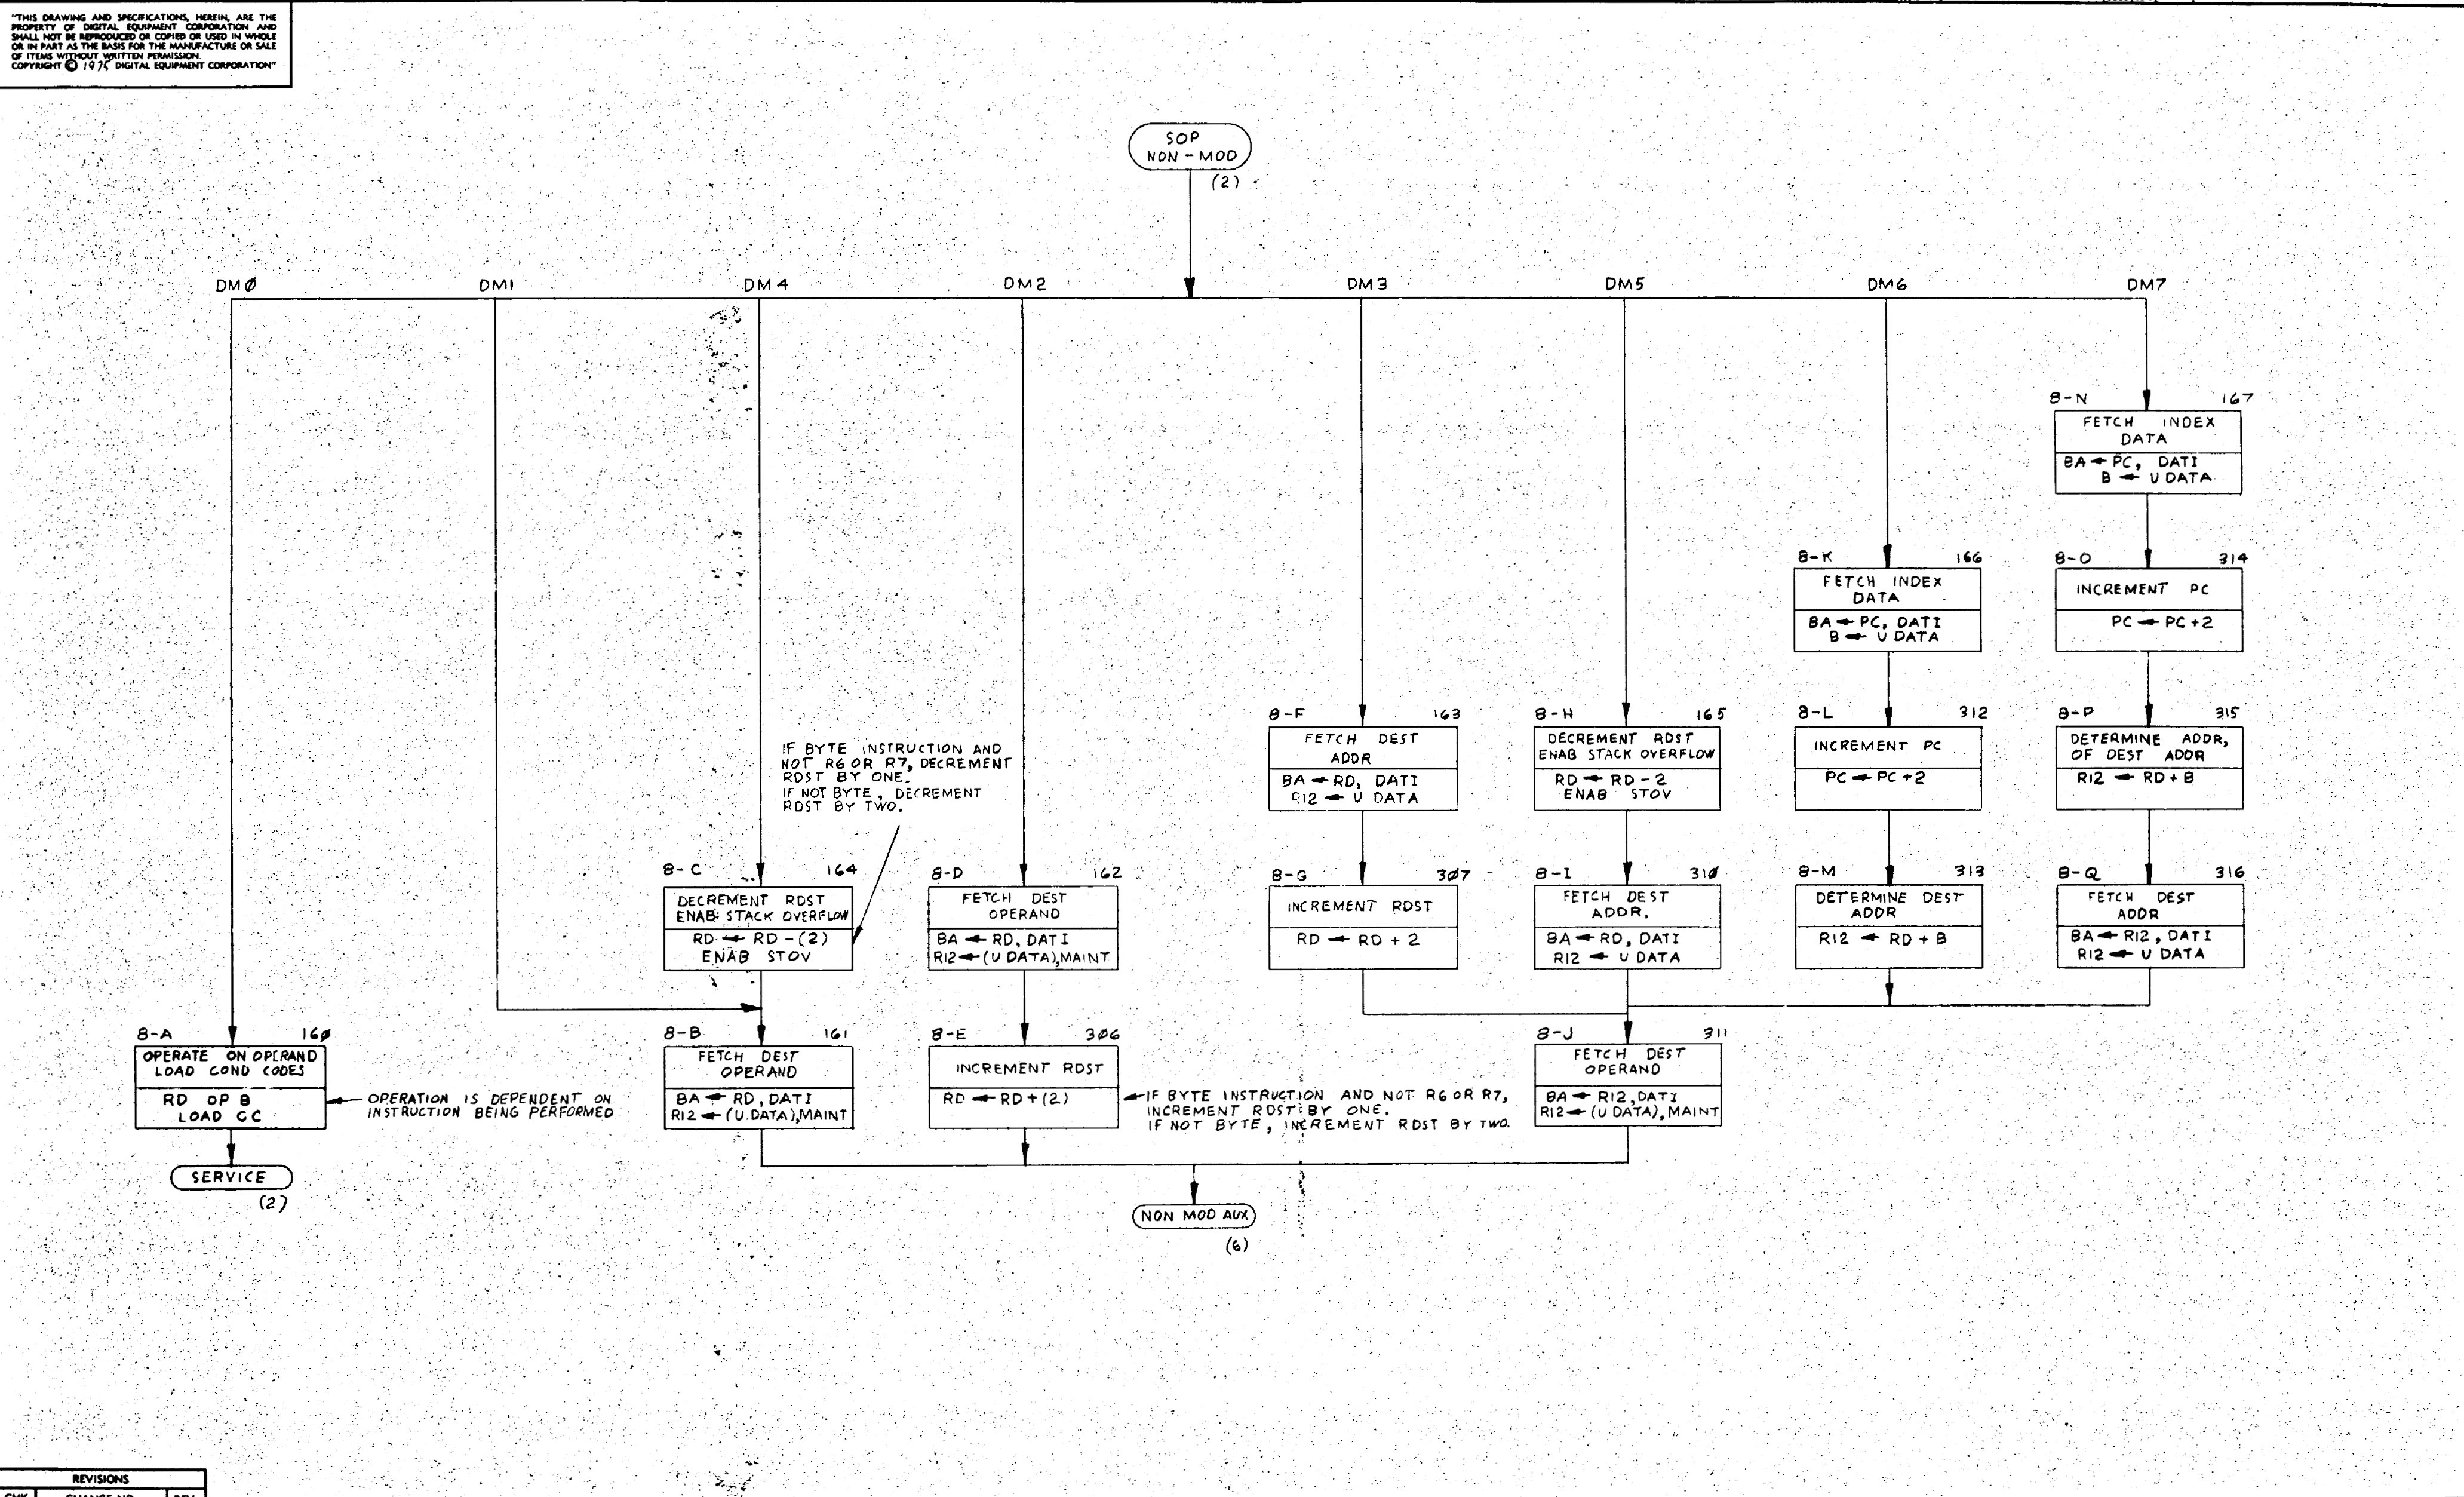 "THIS DRAWING AND SPECIFICATIONS, HEREIN, ARE THE
PROPERTY OF DIGITAL EQUIPMENT CORPORATION AND
SHALL NOT BE REPRODUCED OR COPIED OR USED IN WHOLE
OR IN PART AS THE BASIS FOR THE MANUFACTURE OR SALE
OF ITEMS WITHOUT WRITTEN PERMISSION.
COPYRIGHT © 1975 DIGITAL EQUIPMENT CORPORATION"
SOP
NON-MOD
(2)
DMØ
DM1
DM4
DM2
DM3
DM5
DM6
DM7
8-N 167
FETCH INDEX
DATA
BA ← PC, DATI
B ← U DATA
8-K 166
FETCH INDEX
DATA
BA ← PC, DATI
B ← U DATA
8-O 314
INCREMENT PC
PC ← PC+2
IF BYTE INSTRUCTION AND
NOT R6 OR R7, DECREMENT
RDST BY ONE.
IF NOT BYTE, DECREMENT
RDST BY TWO.
8-F 163
FETCH DEST
ADDR
BA ← RD, DATI
R12 ← U DATA
8-H 165
DECREMENT RDST
ENAB STACK OVERFLOW
RD ← RD-2
ENAB STOV
8-L 312
INCREMENT PC
PC ← PC+2
8-P 315
DETERMINE ADDR,
OF DEST ADDR
R12 ← RD+B
8-C 164
DECREMENT RDST
ENAB STACK OVERFLOW
RD ← RD-(2)
ENAB STOV
8-D 162
FETCH DEST
OPERAND
BA ← RD, DATI
R12 ← (U DATA),MAINT
8-G 3Ø7
INCREMENT RDST
RD ← RD + 2
8-I 31Ø
FETCH DEST
ADDR.
BA ← RD, DATI
R12 ← U DATA
8-M 313
DETERMINE DEST
ADDR
R12 ← RD + B
8-Q 316
FETCH DEST
ADDR
BA ← R12, DATI
R12 ← U DATA
8-A 16Ø
OPERATE ON OPERAND
LOAD COND CODES
RD OP B
LOAD CC
OPERATION IS DEPENDENT ON
INSTRUCTION BEING PERFORMED
8-B 161
FETCH DEST
OPERAND
BA ← RD, DATI
R12 ← (U DATA),MAINT
8-E 3Ø6
INCREMENT RDST
RD ← RD+(2)
IF BYTE INSTRUCTION AND NOT R6 OR R7,
INCREMENT RDST BY ONE.
IF NOT BYTE, INCREMENT RDST BY TWO.
8-J 311
FETCH DEST
OPERAND
BA ← R12, DATI
R12 ← (U DATA), MAINT
SERVICE
(2)
NON MOD AUX
(6)
REVISIONS